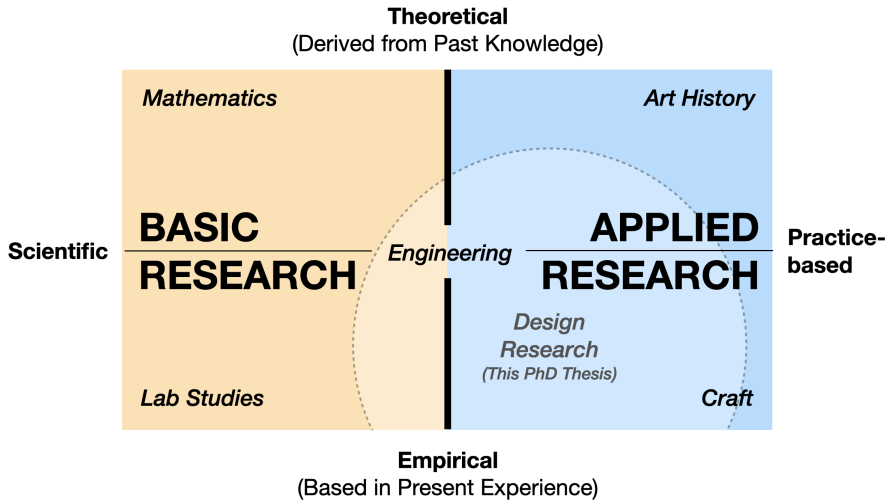 Theoretical
(Derived from Past Knowledge)
Mathematics
Art History
BASIC
RESEARCH
Scientific
Engineering
APPLIED
RESEARCH
Practice-
based
Design
Research
(This PhD Thesis)
Lab Studies
Craft
Empirical
(Based in Present Experience)